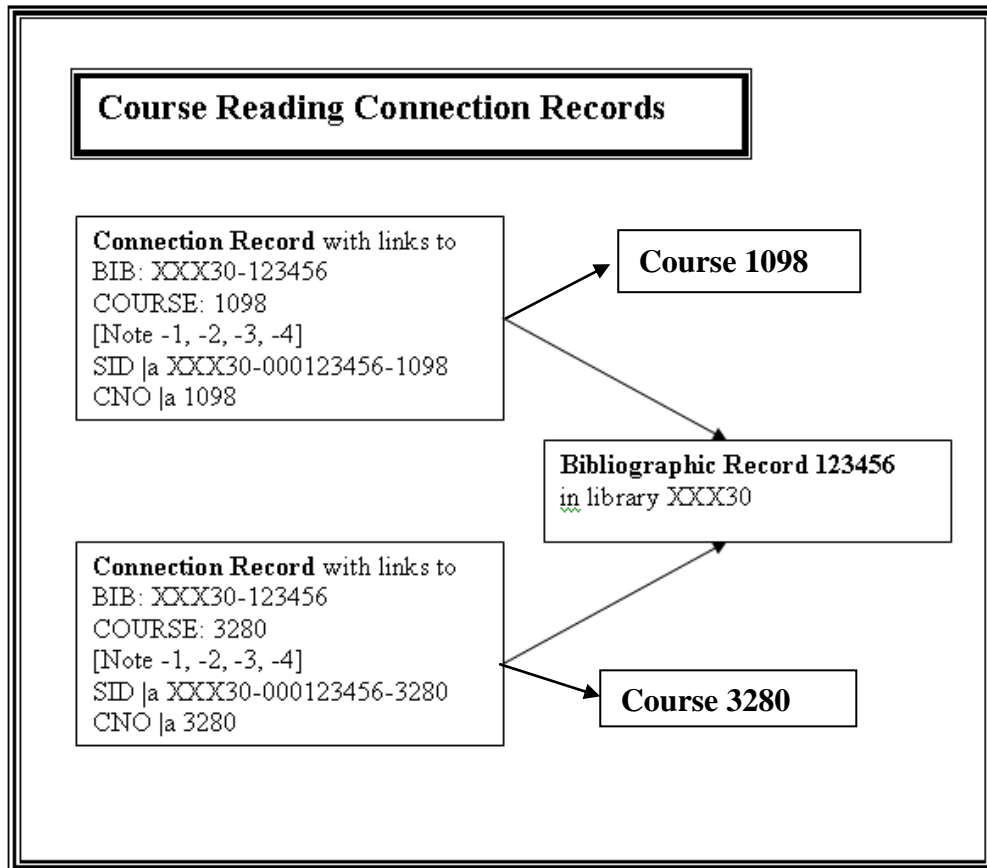 Course Reading Connection Records
Connection Record with links to
BIB: XXX30-123456
COURSE: 1098
[Note -1, -2, -3, -4]
SID |a XXX30-000123456-1098
CNO |a 1098
Course 1098
Bibliographic Record 123456
in library XXX30
Connection Record with links to
BIB: XXX30-123456
COURSE: 3280
[Note -1, -2, -3, -4]
SID |a XXX30-000123456-3280
CNO |a 3280
Course 3280